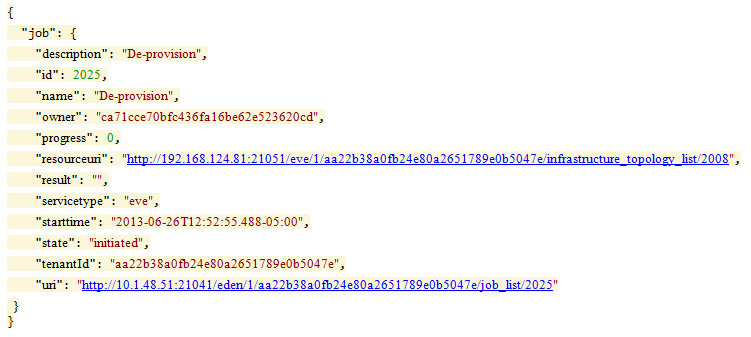 {
"job": {
"description": "De-provision",
"id": 2025,
"name": "De-provision",
"owner": "ca71cce70bfc436fa16be62e523620cd",
"progress": 0,
"resourceuri": "http://192.168.124.81:21051/eve/1/aa22b38a0fb24e80a2651789e0b5047e/infrastructure_topology_list/2008",
"result": "",
"servicetype": "eve",
"starttime": "2013-06-26T12:52:55.488-05:00",
"state": "initiated",
"tenantId": "aa22b38a0fb24e80a2651789e0b5047e",
"uri": "http://10.1.48.51:21041/eden/1/aa22b38a0fb24e80a2651789e0b5047e/job_list/2025"
}
}